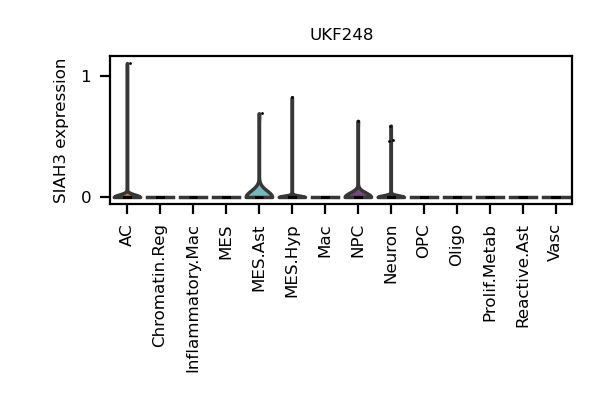 UKF248
SIAH3 expression
1
0
AC
Chromatin.Reg
Inflammatory.Mac
MES
MES.Ast
MES.Hyp
Mac
NPC
Neuron
OPC
Oligo
Prolif.Metab
Reactive.Ast
Vasc